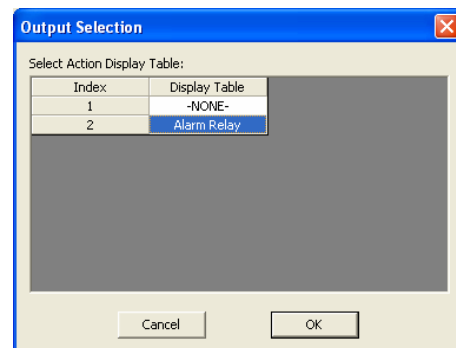 Output Selection
Select Action Display Table:
Index Display Table
1 -NONE-
2 Alarm Relay
Cancel OK